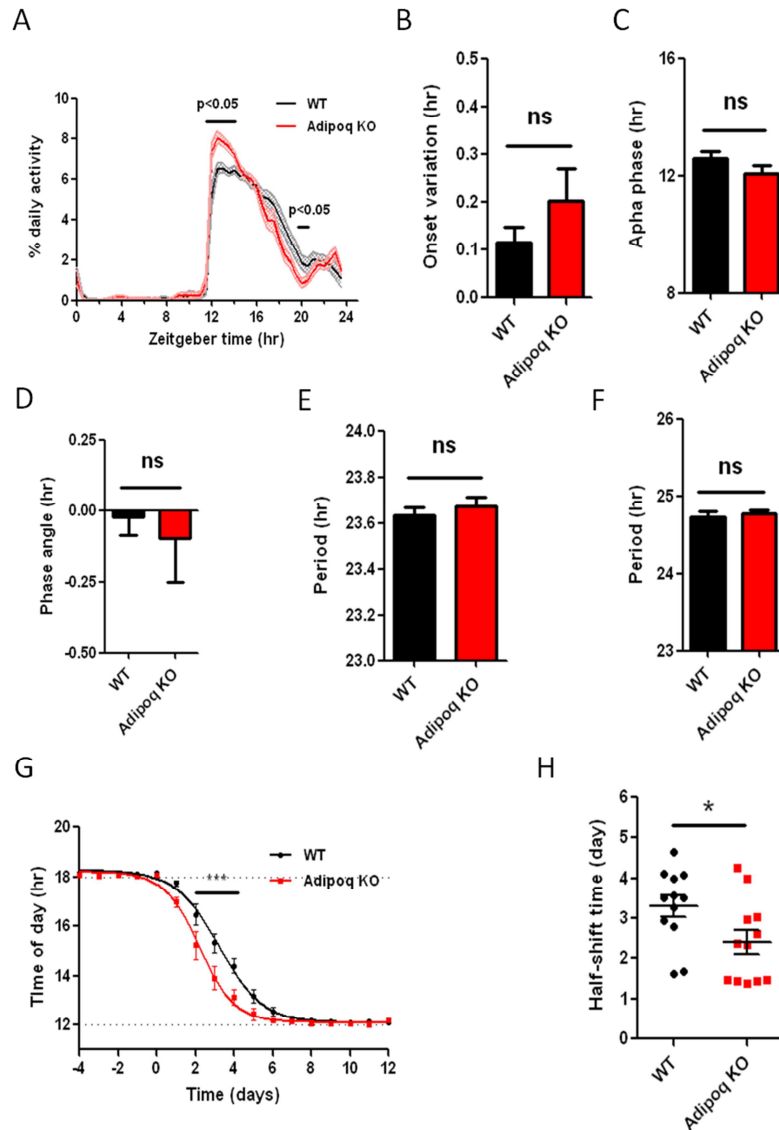 A
p<0.05
WT
Adipoq KO
p<0.05
10
8
6
4
2
0
0 4 8 12 16 20 24
% daily activity
Zeitgeber time (hr)
B
ns
0.5
0.4
0.3
0.2
0.1
0.0
Onset variation (hr)
WT
Adipoq KO
C
ns
16
12
8
Apha phase (hr)
WT
Adipoq KO
D
ns
0.25
0.00
-0.25
-0.50
Phase angle (hr)
WT
Adipoq KO
E
ns
24.0
23.8
23.6
23.4
23.2
23.0
Period (hr)
WT
Adipoq KO
F
ns
26
25
24
23
Period (hr)
WT
Adipoq KO
G
WT
Adipoq KO
***
20
18
16
14
12
-4 -2 0 2 4 6 8 10 12
Time of day (hr)
Time (days)
H
*
6
5
4
3
2
1
0
Half-shift time (day)
WT
Adipoq KO